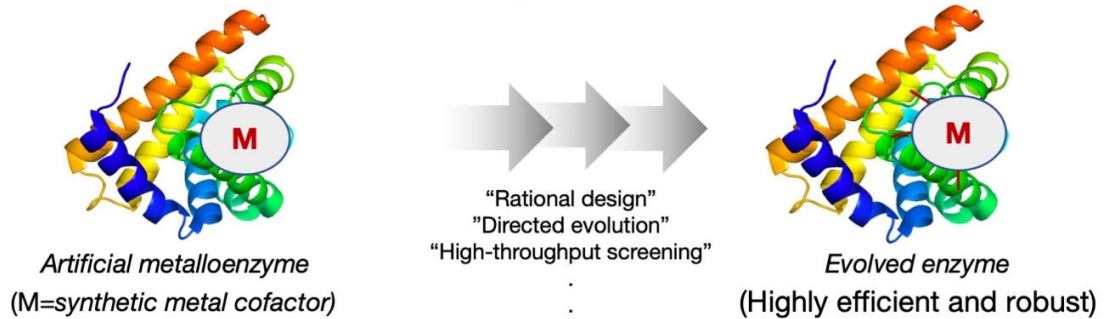 M
M
“Rational design”
”Directed evolution”
“High-throughput screening”
.
.
Artificial metalloenzyme
(M=synthetic metal cofactor)
Evolved enzyme
(Highly efficient and robust)